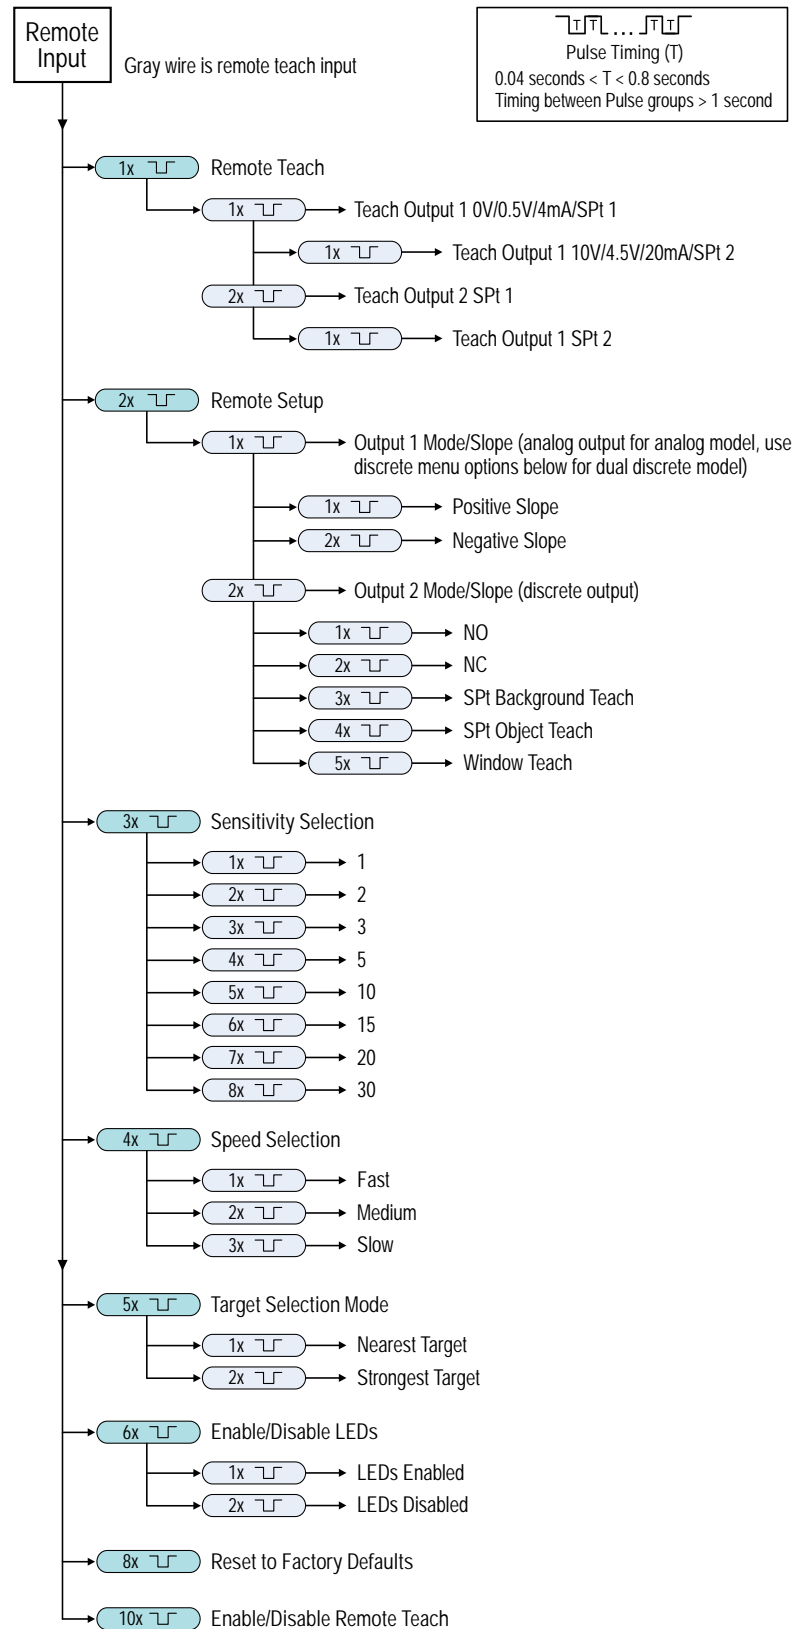 Remote
Input
Gray wire is remote teach input
T T ... T T
Pulse Timing (T)
0.04 seconds < T < 0.8 seconds
Timing between Pulse groups > 1 second
1x Remote Teach
1x Teach Output 1 0V/0.5V/4mA/SPt 1
1x Teach Output 1 10V/4.5V/20mA/SPt 2
2x Teach Output 2 SPt 1
1x Teach Output 1 SPt 2
2x Remote Setup
1x Output 1 Mode/Slope (analog output for analog model, use
discrete menu options below for dual discrete model)
1x Positive Slope
2x Negative Slope
2x Output 2 Mode/Slope (discrete output)
1x NO
2x NC
3x SPt Background Teach
4x SPt Object Teach
5x Window Teach
3x Sensitivity Selection
1x 1
2x 2
3x 3
4x 5
5x 10
6x 15
7x 20
8x 30
4x Speed Selection
1x Fast
2x Medium
3x Slow
5x Target Selection Mode
1x Nearest Target
2x Strongest Target
6x Enable/Disable LEDs
1x LEDs Enabled
2x LEDs Disabled
8x Reset to Factory Defaults
10x Enable/Disable Remote Teach